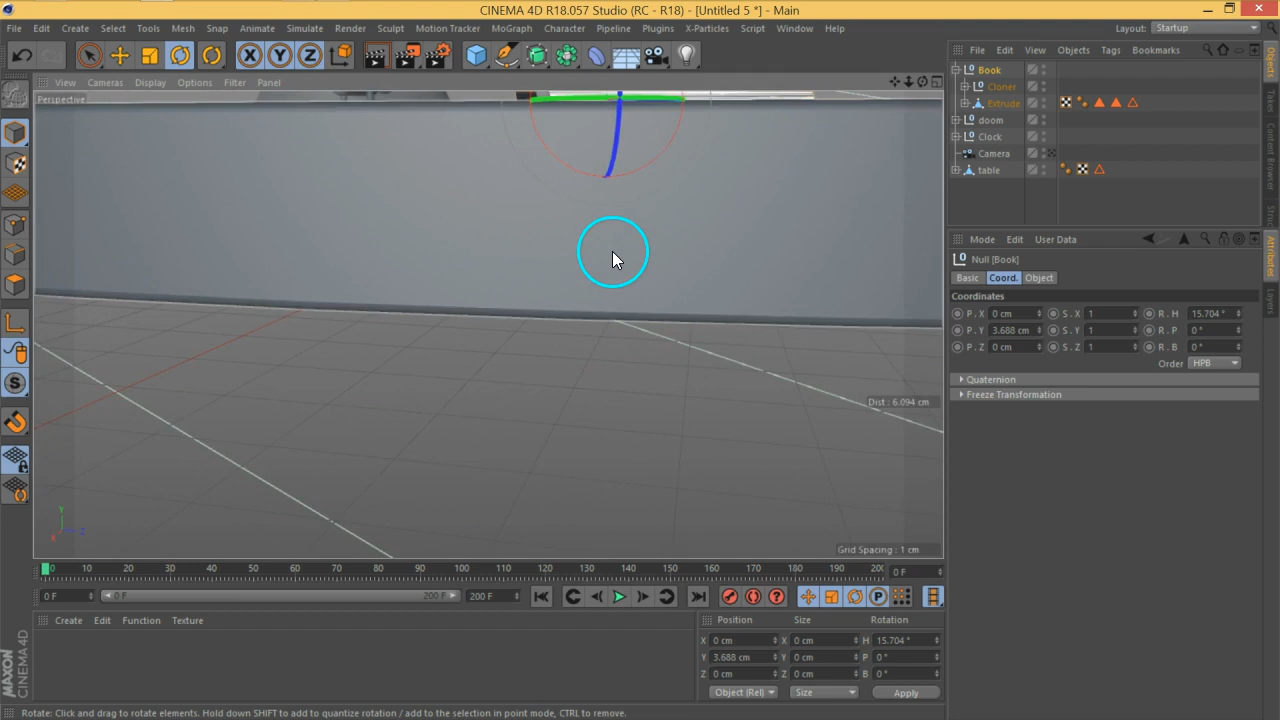 CINEMA 4D R18.057 Studio (RC - R18) - [Untitled 5 *] - Main
File Edit Create Select Tools Mesh Snap Animate Simulate Render Sculpt Motion Tracker MoGraph Character Pipeline Plugins X-Particles Script Window Help Layout: Startup
X Y Z
File Edit View Objects Tags Bookmarks
View Cameras Display Options Filter Panel
Perspective
Book
Cloner
Extrude
doom
Clock
Camera
table
Objects
Takes
Content Browser
Mode Edit User Data
Null [Book]
Basic Coord. Object
Attributes
Layers
Coordinates
P . X 0 cm S . X 1 R . H 15.704 °
P . Y 3.688 cm S . Y 1 R . P 0 °
P . Z 0 cm S . Z 1 R . B 0 °
Order HPB
Quaternion
Freeze Transformation
Dist : 6.094 cm
Y
X
Z
Grid Spacing : 1 cm
0 10 20 30 40 50 60 70 80 90 100 110 120 130 140 150 160 170 180 190 200 0 F
0 F 0 F 200 F 200 F
Create Edit Function Texture
Position Size Rotation
X 0 cm X 0 cm H 15.704 °
Y 3.688 cm Y 0 cm P 0 °
Z 0 cm Z 0 cm B 0 °
Object (Rel) Size Apply
MAXON
CINEMA 4D
Rotate: Click and drag to rotate elements. Hold down SHIFT to add to quantize rotation / add to the selection in point mode, CTRL to remove.